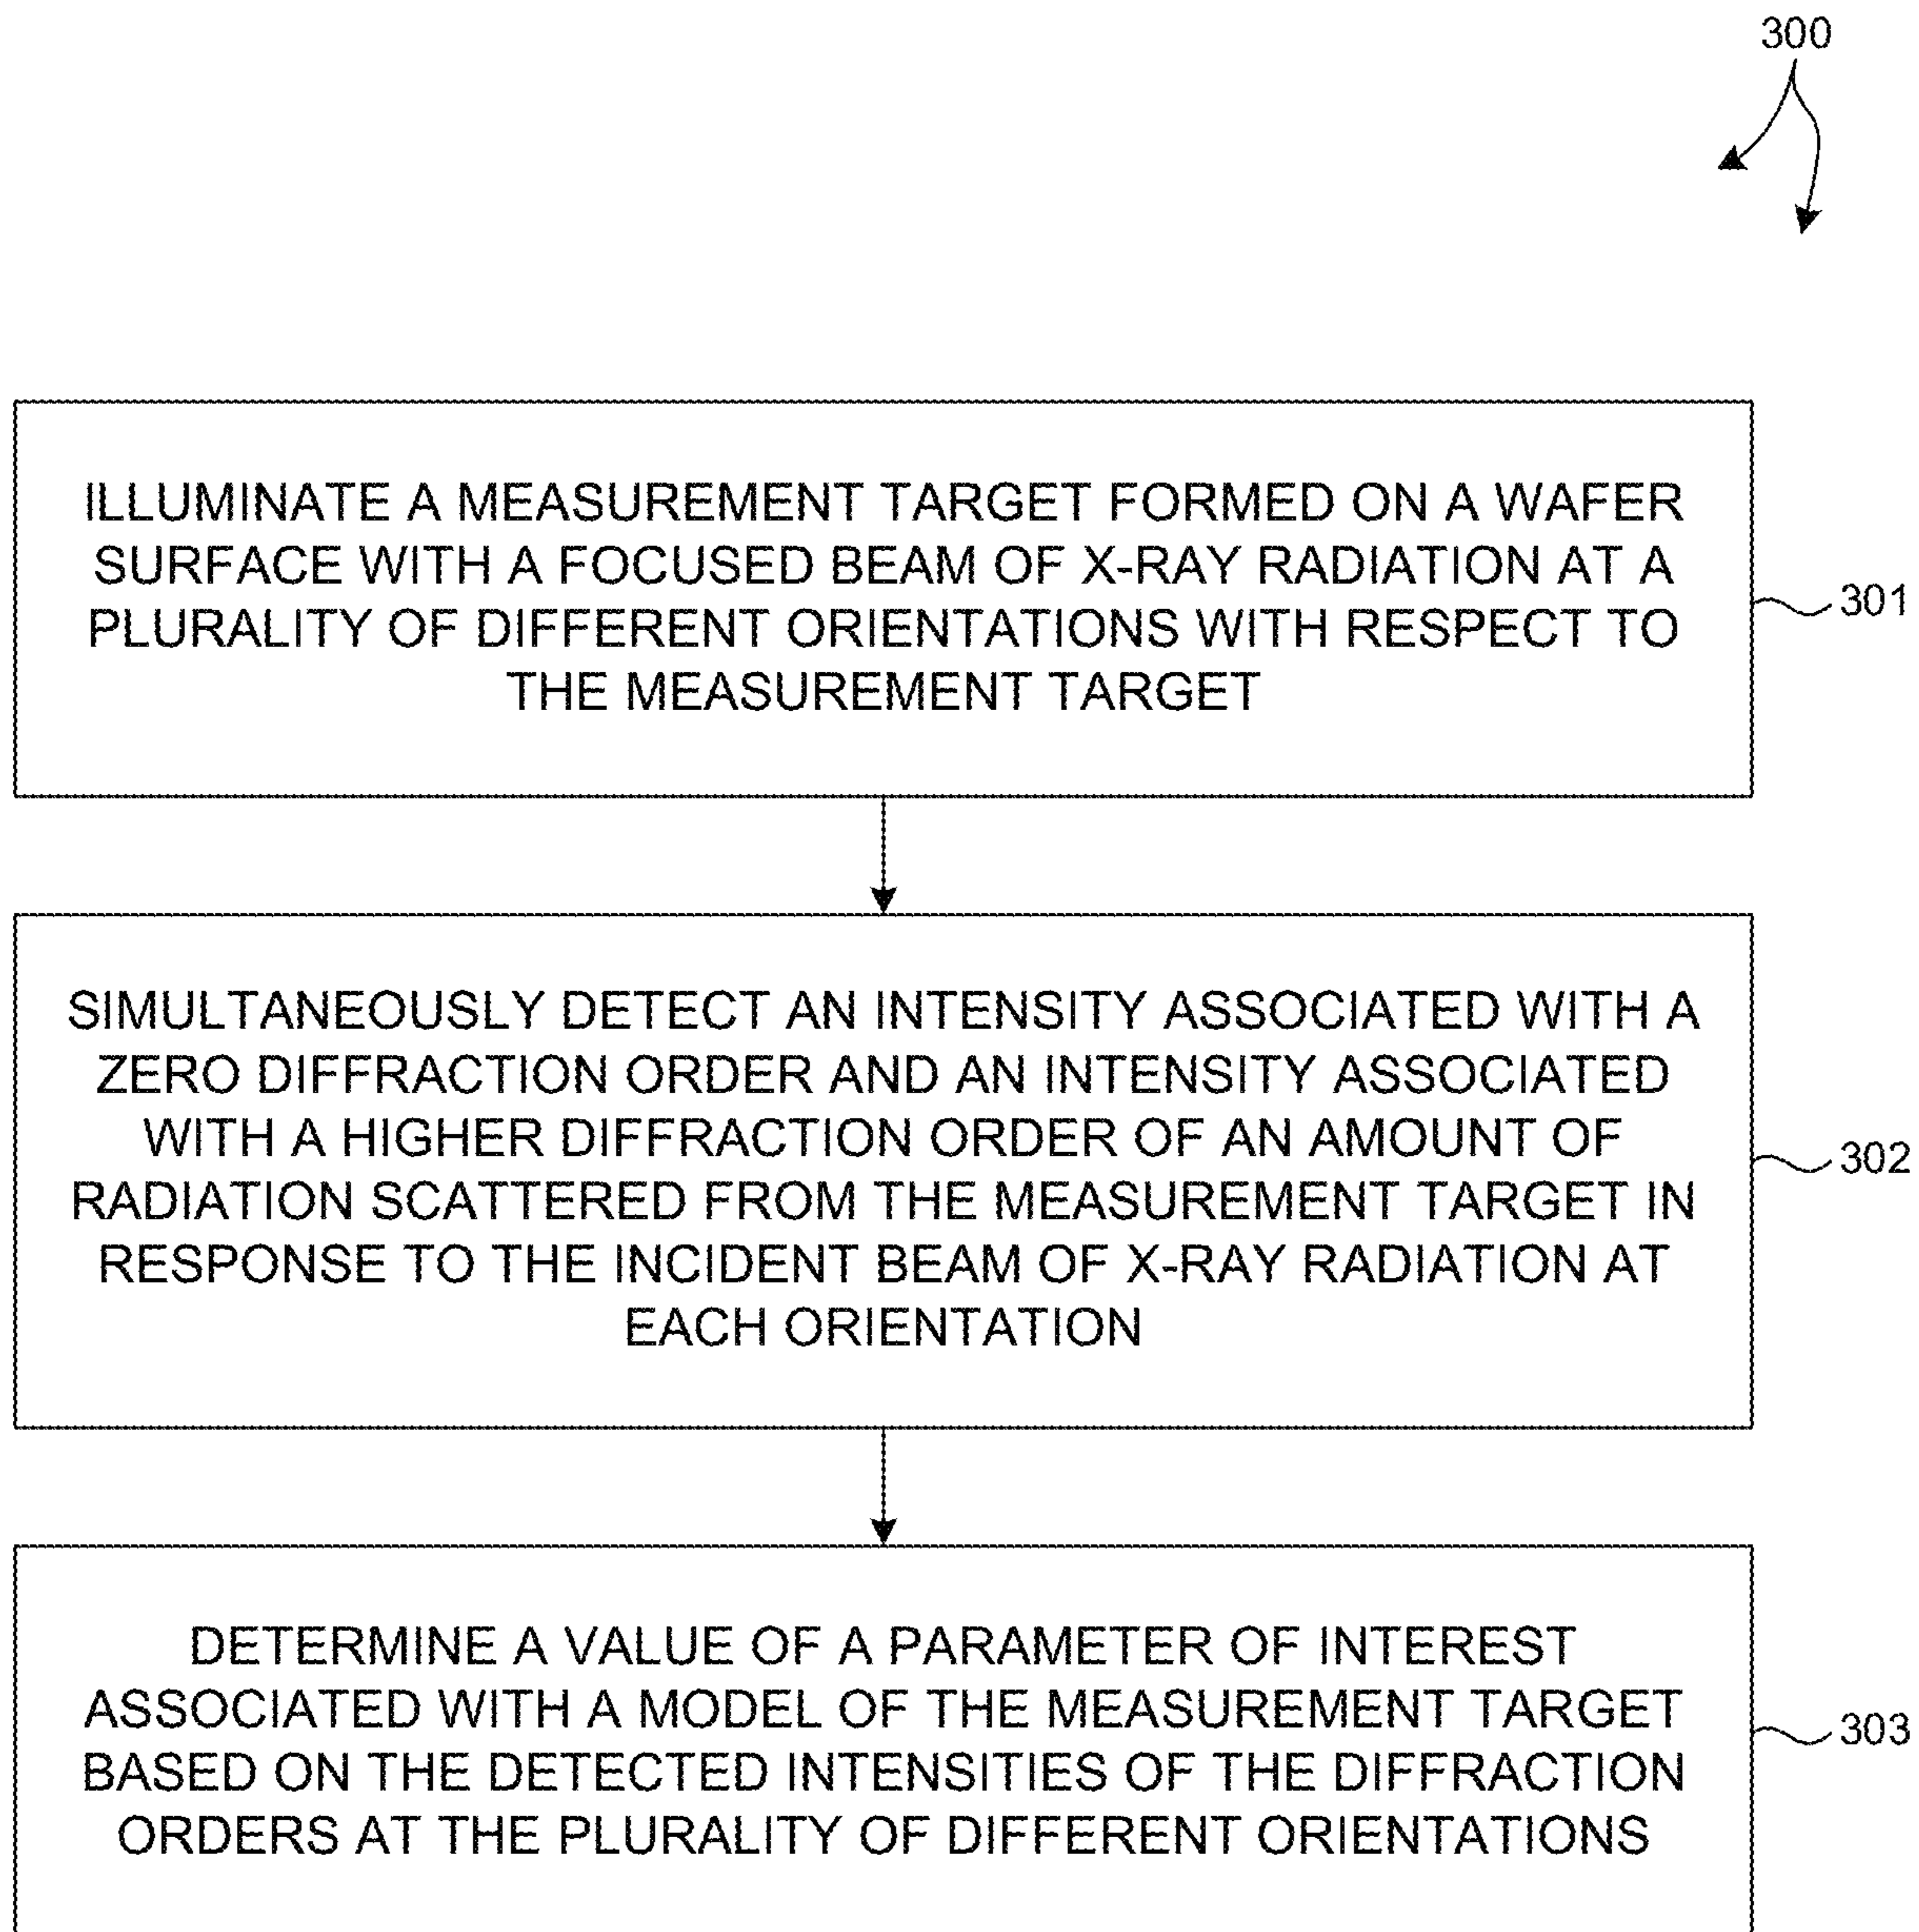 300
ILLUMINATE A MEASUREMENT TARGET FORMED ON A WAFER
SURFACE WITH A FOCUSED BEAM OF X-RAY RADIATION AT A
PLURALITY OF DIFFERENT ORIENTATIONS WITH RESPECT TO
THE MEASUREMENT TARGET
301
SIMULTANEOUSLY DETECT AN INTENSITY ASSOCIATED WITH A
ZERO DIFFRACTION ORDER AND AN INTENSITY ASSOCIATED
WITH A HIGHER DIFFRACTION ORDER OF AN AMOUNT OF
RADIATION SCATTERED FROM THE MEASUREMENT TARGET IN
RESPONSE TO THE INCIDENT BEAM OF X-RAY RADIATION AT
EACH ORIENTATION
302
DETERMINE A VALUE OF A PARAMETER OF INTEREST
ASSOCIATED WITH A MODEL OF THE MEASUREMENT TARGET
BASED ON THE DETECTED INTENSITIES OF THE DIFFRACTION
ORDERS AT THE PLURALITY OF DIFFERENT ORIENTATIONS
303